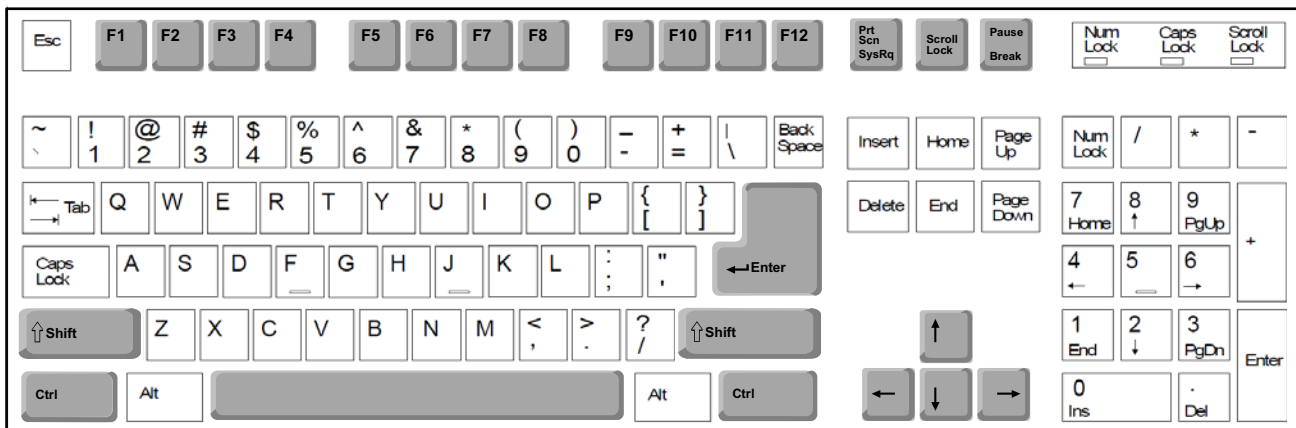 Esc F1 F2 F3 F4 F5 F6 F7 F8 F9 F10 F11 F12 Prt Scn SysRq Scroll Lock Pause Break Num Lock Caps Lock Scroll Lock
~ ` ! 1 @ 2 # 3 $ 4 % 5 ^ 6 & 7 * 8 ( 9 ) 0 _ - + = | \ Back Space Insert Home Page Up Num Lock / * -
Tab Q W E R T Y U I O P { [ } ] Delete End Page Down 7 Home 8 ↑ 9 PgUp +
Caps Lock A S D F G H J K L : ; " ' Enter 4 ← 5 6 →
Shift Z X C V B N M < , > . ? / Shift ↑ 1 End 2 ↓ 3 PgDn Enter
Ctrl Alt Alt Ctrl ← ↓ → 0 Ins . Del